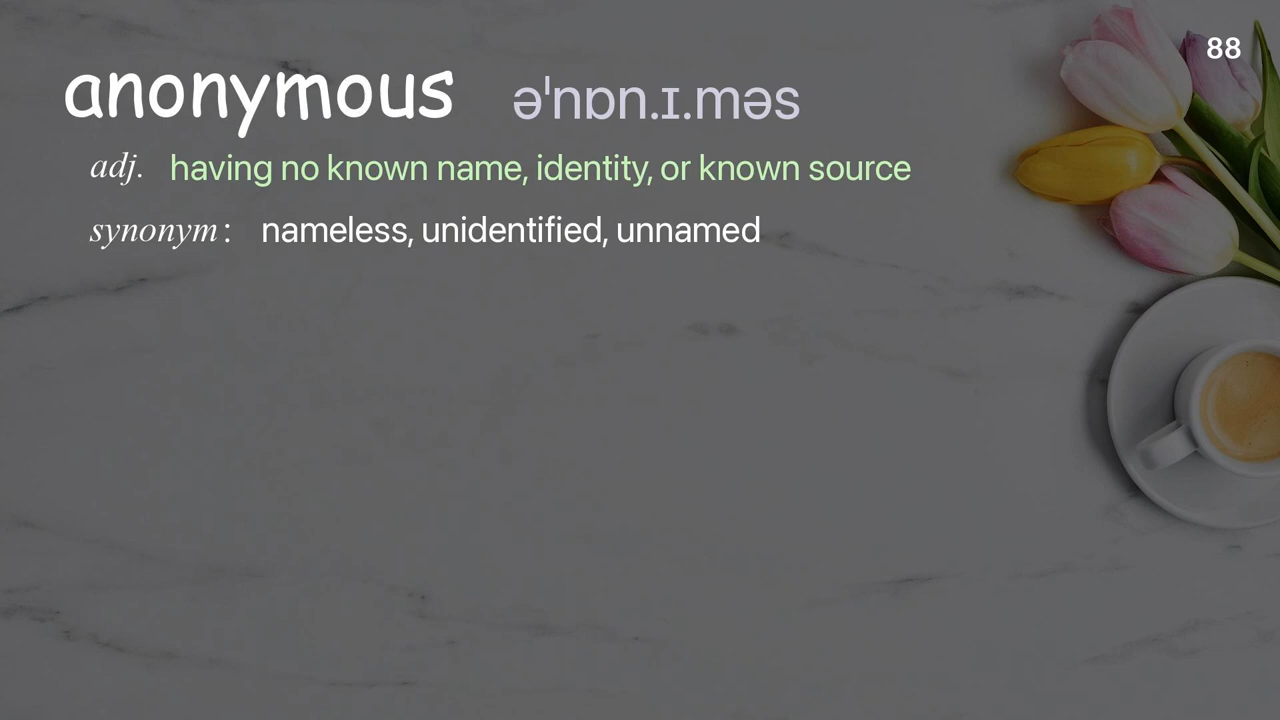 88
anonymous əˈnɒn.ɪ.məs
adj. having no known name, identity, or known source
synonym: nameless, unidentified, unnamed